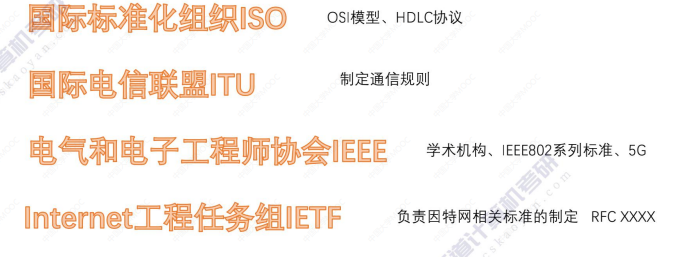 国际标准化组织ISO OSI模型、HDLC协议
国际电信联盟ITU 制定通信规则
电气和电子工程师协会IEEE 学术机构、IEEE802系列标准、5G
Internet工程任务组IETF 负责因特网相关标准的制定 RFC XXXX